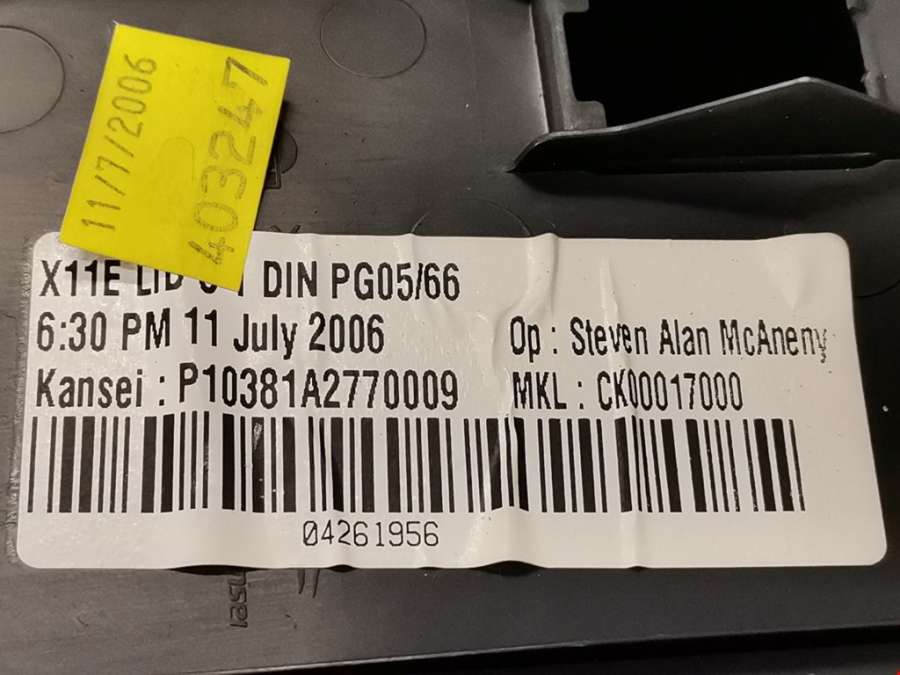 11/7/2006
403247
X11E LID DIN PG05/66
6:30 PM 11 July 2006
Op : Steven Alan McAneny
Kansei : P10381A2770009
MKL : CK00017000
04261956